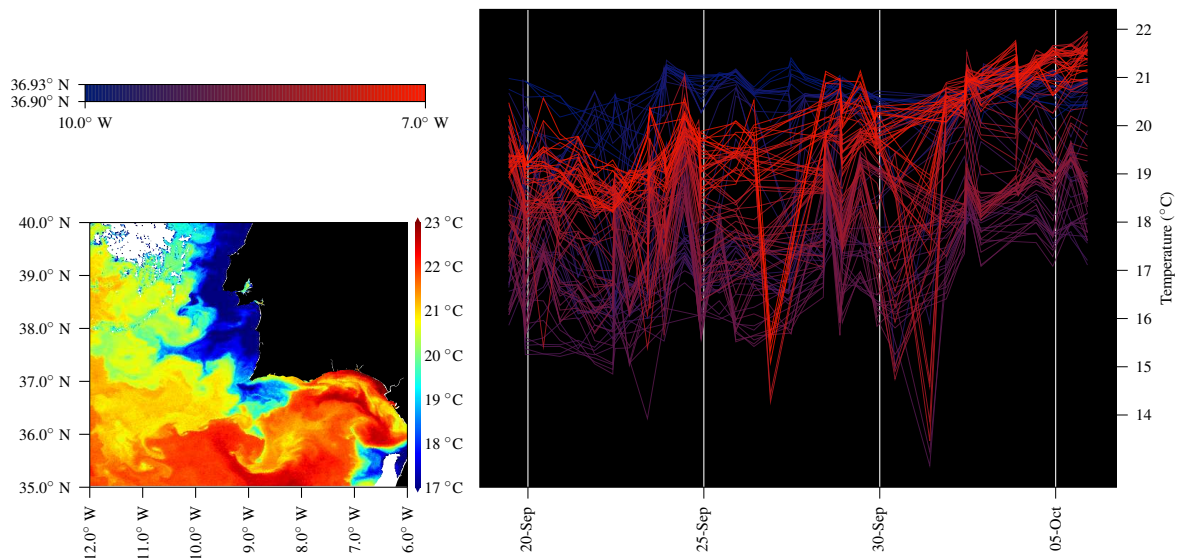 36.93° N
36.90° N
10.0° W
7.0° W
40.0° N
39.0° N
38.0° N
37.0° N
36.0° N
35.0° N
12.0° W
11.0° W
10.0° W
9.0° W
8.0° W
7.0° W
6.0° W
23 °C
22 °C
21 °C
20 °C
19 °C
18 °C
17 °C
22
21
20
19
18
17
16
15
14
Temperature (°C)
20-Sep
25-Sep
30-Sep
05-Oct